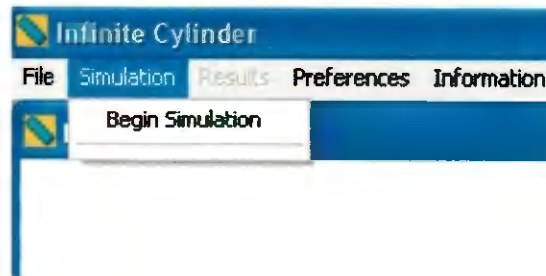 Infinite Cylinder
File Simulation Results Preferences Information
Begin Simulation